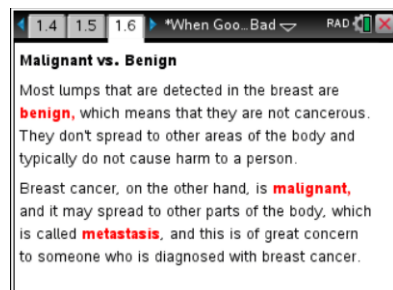 1.4 1.5 1.6 *When Goo...Bad RAD
Malignant vs. Benign
Most lumps that are detected in the breast are
benign, which means that they are not cancerous.
They don't spread to other areas of the body and
typically do not cause harm to a person.
Breast cancer, on the other hand, is malignant,
and it may spread to other parts of the body, which
is called metastasis, and this is of great concern
to someone who is diagnosed with breast cancer.